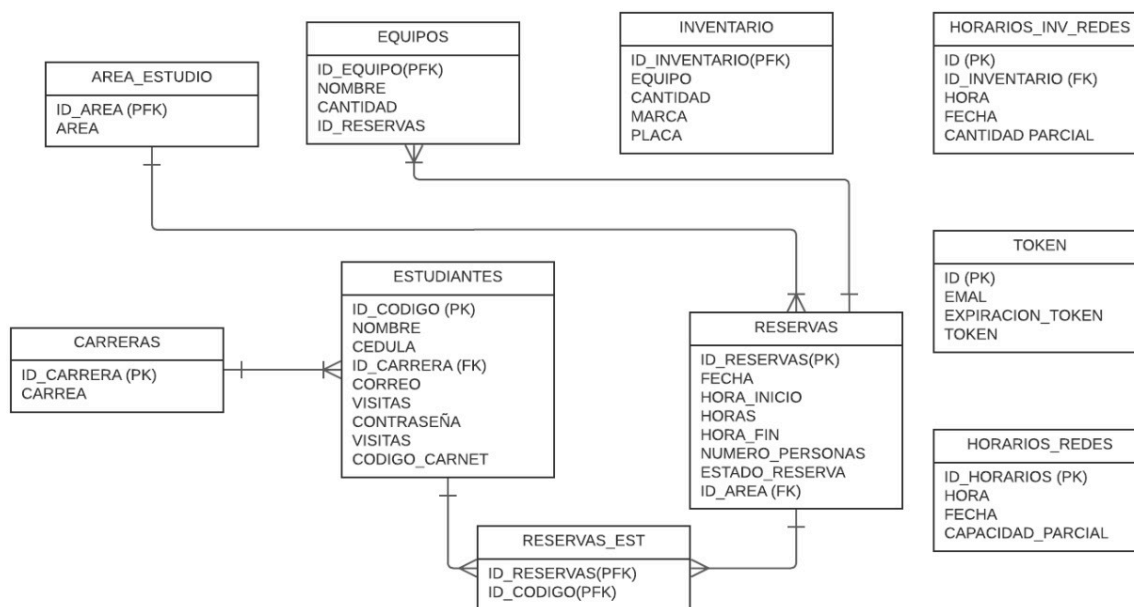 AREA_ESTUDIO
ID_AREA (PFK)
AREA
EQUIPOS
ID_EQUIPO(PFK)
NOMBRE
CANTIDAD
ID_RESERVAS
INVENTARIO
ID_INVENTARIO(PFK)
EQUIPO
CANTIDAD
MARCA
PLACA
HORARIOS_INV_REDES
ID (PK)
ID_INVENTARIO (FK)
HORA
FECHA
CANTIDAD PARCIAL
CARRERAS
ID_CARRERA (PK)
CARREA
ESTUDIANTES
ID_CODIGO (PK)
NOMBRE
CEDULA
ID_CARRERA (FK)
CORREO
VISITAS
CONTRASEÑA
VISITAS
CODIGO_CARNET
RESERVAS
ID_RESERVAS(PK)
FECHA
HORA_INICIO
HORAS
HORA_FIN
NUMERO_PERSONAS
ESTADO_RESERVA
ID_AREA (FK)
TOKEN
ID (PK)
EMAL
EXPIRACION_TOKEN
TOKEN
HORARIOS_REDES
ID_HORARIOS (PK)
HORA
FECHA
CAPACIDAD_PARCIAL
RESERVAS_EST
ID_RESERVAS(PFK)
ID_CODIGO(PFK)